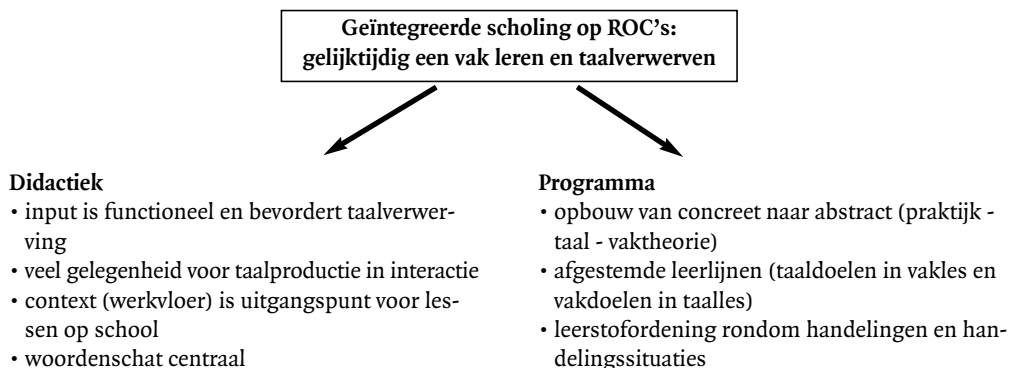 Geïntegreerde scholing op ROC's:
gelijktijdig een vak leren en taalverwerven
Didactiek
• input is functioneel en bevordert taalverwer-
ving
• veel gelegenheid voor taalproductie in interactie
• context (werkvloer) is uitgangspunt voor les-
sen op school
• woordenschat centraal
Programma
• opbouw van concreet naar abstract (praktijk -
taal - vaktheorie)
• afgestemde leerlijnen (taaldoelen in vakles en
vakdoelen in taalles)
• leerstofordening rondom handelingen en han-
delingssituaties